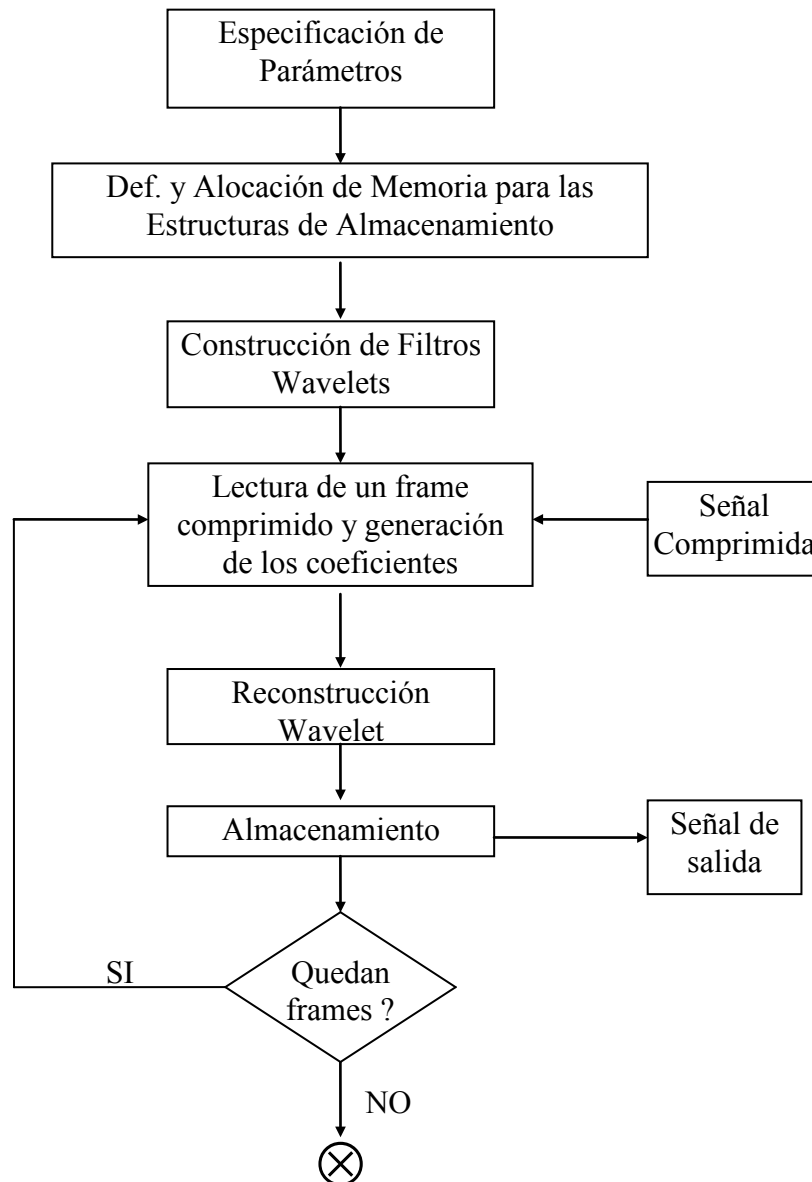 Especificación de
Parámetros
Def. y Alocación de Memoria para las
Estructuras de Almacenamiento
Construcción de Filtros
Wavelets
Lectura de un frame
comprimido y generación
de los coeficientes
Señal
Comprimida
Reconstrucción
Wavelet
Almacenamiento
Señal de
salida
SI
Quedan
frames ?
NO